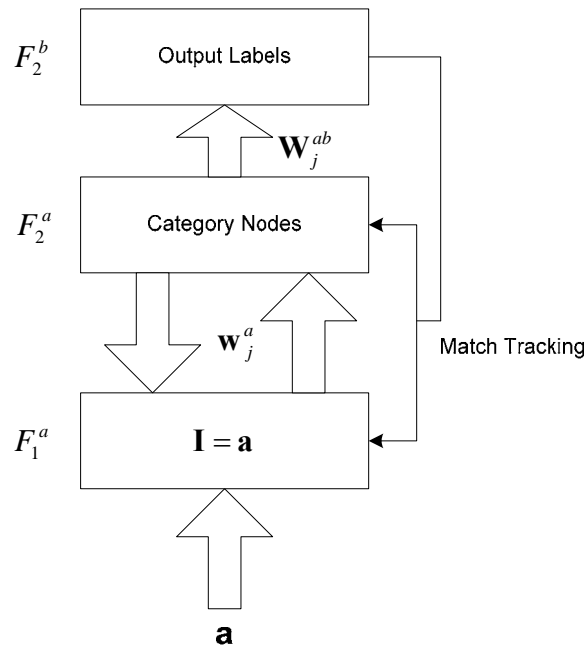 F_2^b Output Labels
W_j^{ab}
F_2^a Category Nodes
w_j^a
Match Tracking
F_1^a I = a
a